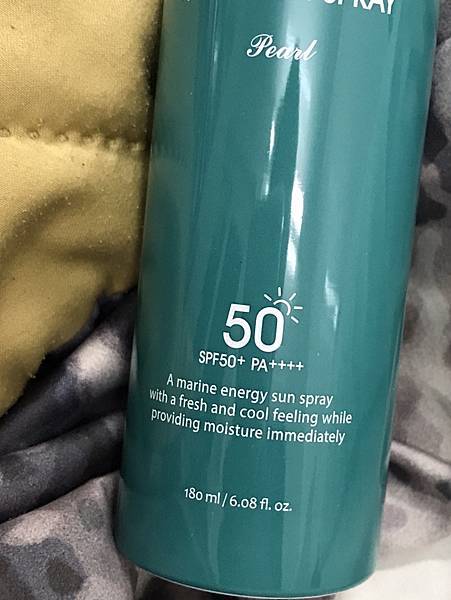 SPRAY
Pearl
50
SPF50+ PA++++
A marine energy sun spray
with a fresh and cool feeling while
providing moisture immediately
180 ml / 6.08 fl. oz.